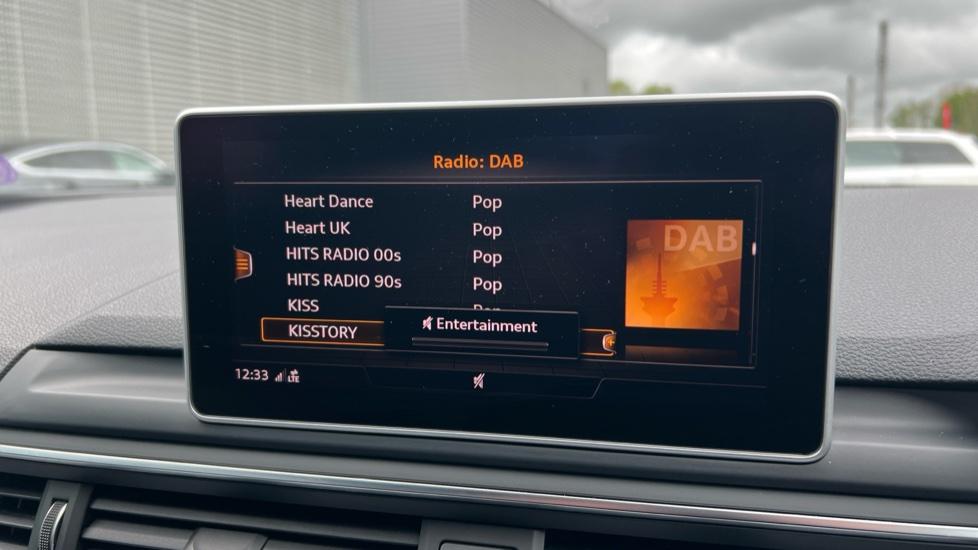 Radio: DAB
Heart Dance Pop
Heart UK Pop
HITS RADIO 00s Pop
HITS RADIO 90s Pop
KISS
KISSTORY
Entertainment
DAB
12:33 LTE